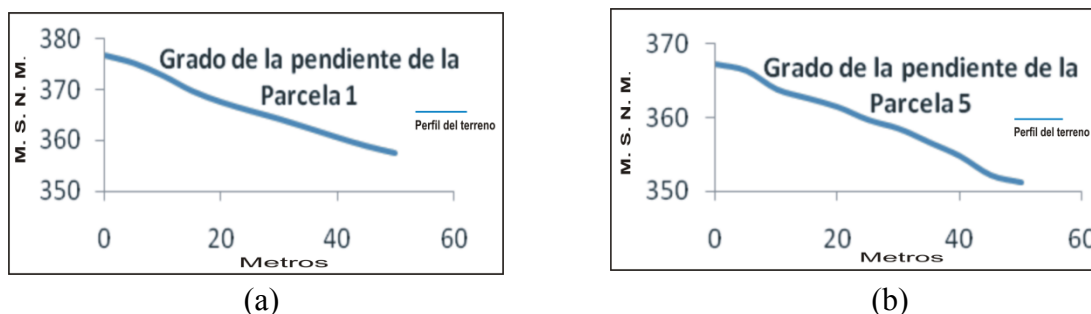 380
370
360
350
M. S. N. M.
Grado de la pendiente de la
Parcela 1
Perfil del terreno
0 20 40 60
Metros
(a)
370
360
350
M. S. N. M.
Grado de la pendiente de la
Parcela 5
Perfil del terreno
0 20 40 60
Metros
(b)